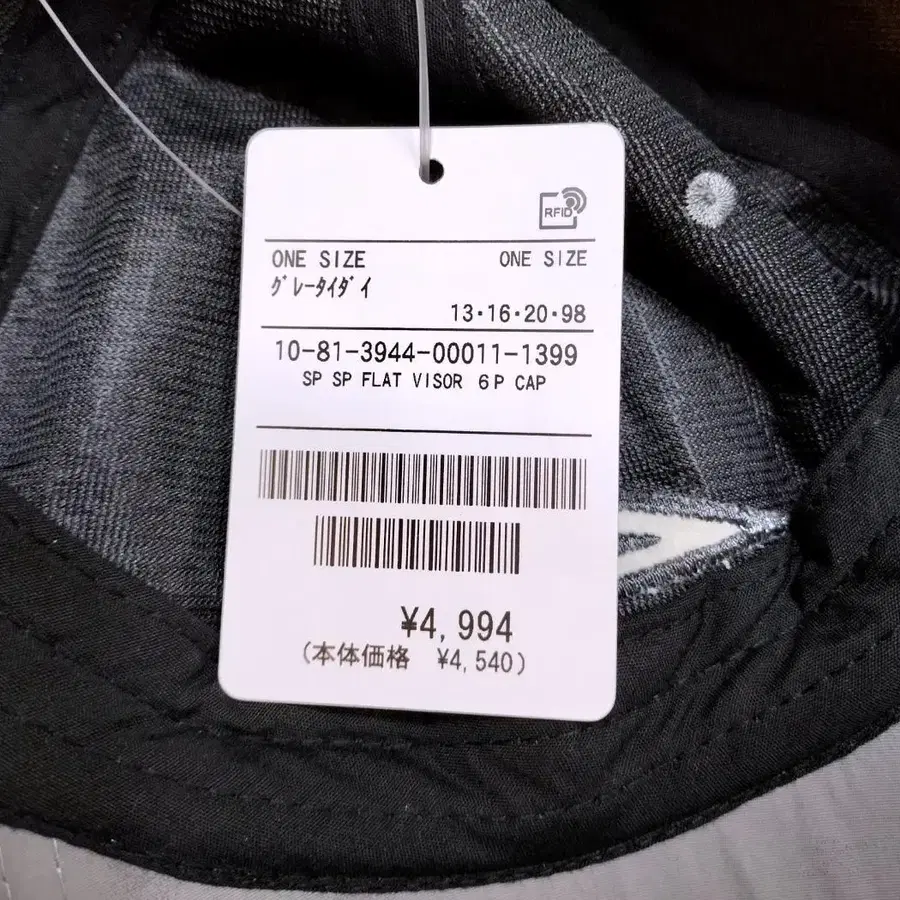 RFID
ONE SIZE ONE SIZE
ｸﾞﾚｰﾀｲﾀﾞｲ
13・16・20・98
10-81-3944-00011-1399
SP SP FLAT VISOR 6P CAP
¥4,994
(本体価格 ¥4,540)